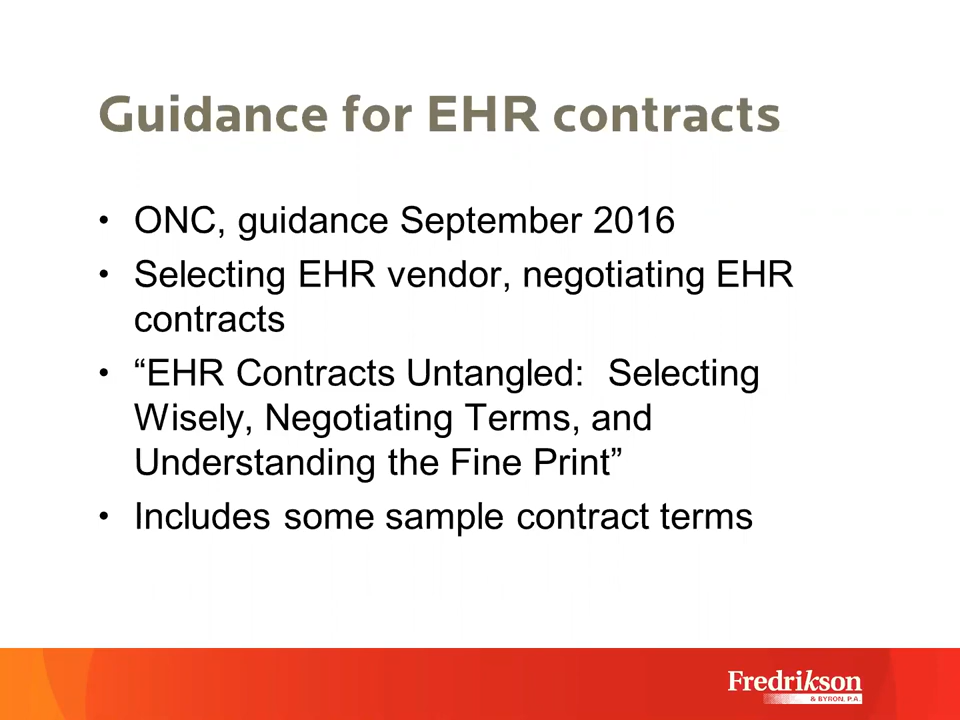 Guidance for EHR contracts
• ONC, guidance September 2016
• Selecting EHR vendor, negotiating EHR
contracts
• “EHR Contracts Untangled:  Selecting
Wisely, Negotiating Terms, and
Understanding the Fine Print”
• Includes some sample contract terms
Fredrikson
& BYRON, P.A.